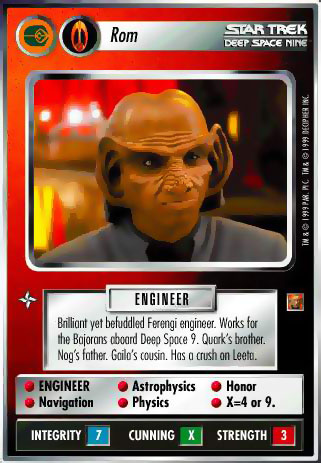 Rom
STAR TREK
DEEP SPACE NINE
TM & © 1999 PAR. PIC. TM & © 1999 DECIPHER INC.
ENGINEER
Brilliant yet befuddled Ferengi engineer. Works for
the Bajorans aboard Deep Space 9. Quark's brother.
Nog's father. Gaila's cousin. Has a crush on Leeta.
ENGINEER Astrophysics Honor
Navigation Physics X=4 or 9.
INTEGRITY 7 CUNNING X STRENGTH 3